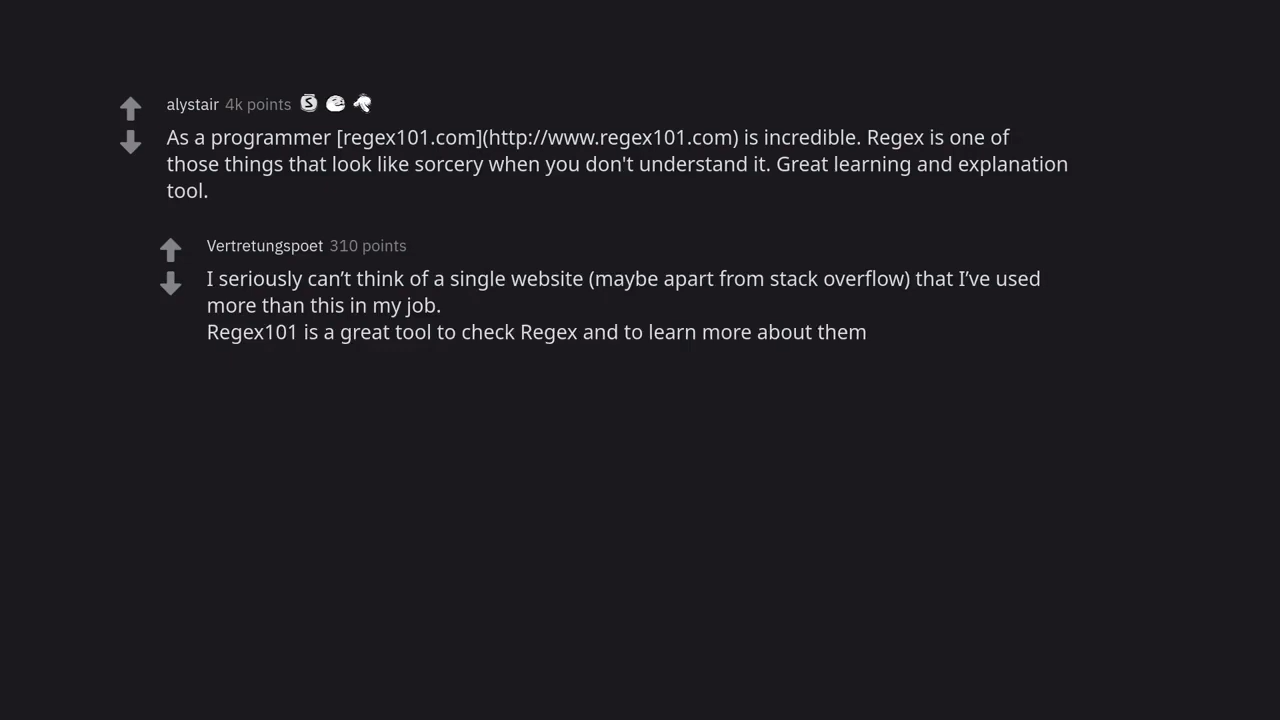 alystair 4k points
As a programmer [regex101.com](http://www.regex101.com) is incredible. Regex is one of
those things that look like sorcery when you don't understand it. Great learning and explanation
tool.
Vertretungspoet 310 points
I seriously can’t think of a single website (maybe apart from stack overflow) that I’ve used
more than this in my job.
Regex101 is a great tool to check Regex and to learn more about them